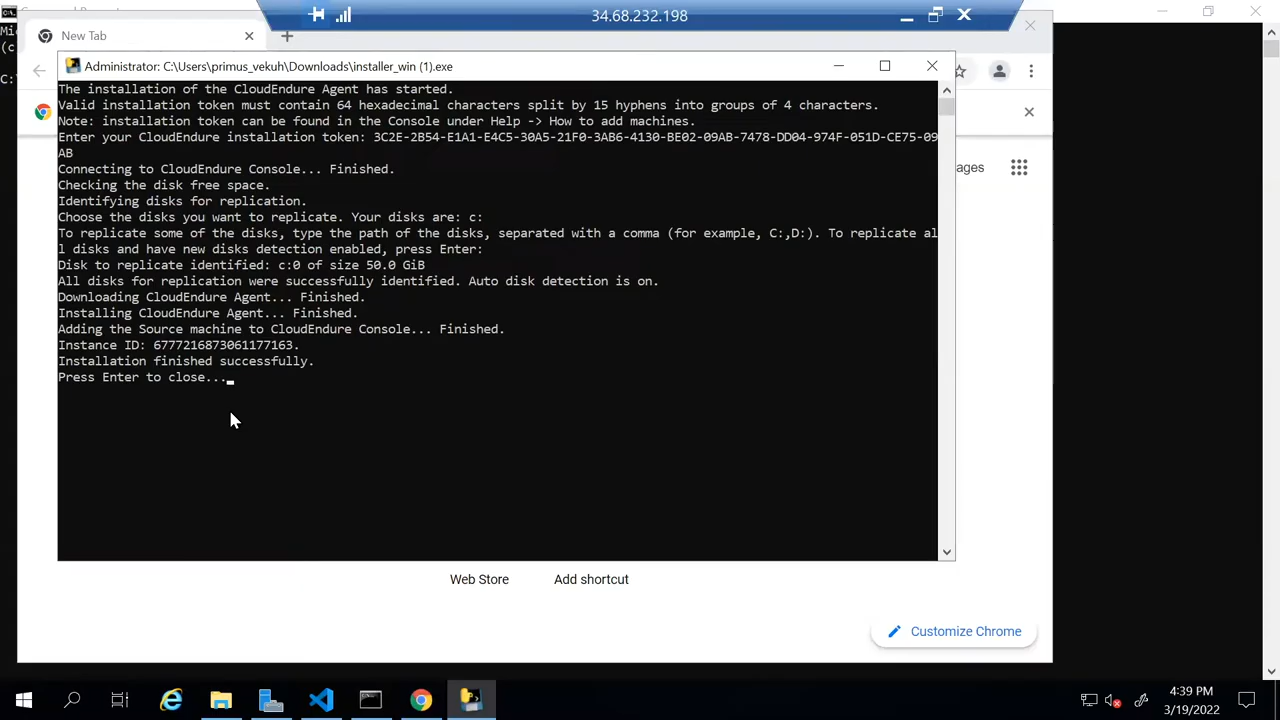 34.68.232.198
New Tab
Administrator: C:\Users\primus_vekuh\Downloads\installer_win (1).exe
The installation of the CloudEndure Agent has started.
Valid installation token must contain 64 hexadecimal characters split by 15 hyphens into groups of 4 characters.
Note: installation token can be found in the Console under Help -> How to add machines.
Enter your CloudEndure installation token: 3C2E-2B54-E1A1-E4C5-30A5-21F0-3AB6-4130-BE02-09AB-7478-DD04-974F-051D-CE75-09
AB
Connecting to CloudEndure Console... Finished.
Checking the disk free space.
Identifying disks for replication.
Choose the disks you want to replicate. Your disks are: c:
To replicate some of the disks, type the path of the disks, separated with a comma (for example, C:,D:). To replicate al
l disks and have new disks detection enabled, press Enter:
Disk to replicate identified: c:0 of size 50.0 GiB
All disks for replication were successfully identified. Auto disk detection is on.
Downloading CloudEndure Agent... Finished.
Installing CloudEndure Agent... Finished.
Adding the Source machine to CloudEndure Console... Finished.
Instance ID: 6777216873061177163.
Installation finished successfully.
Press Enter to close...
ages
Web Store
Add shortcut
Customize Chrome
4:39 PM
3/19/2022